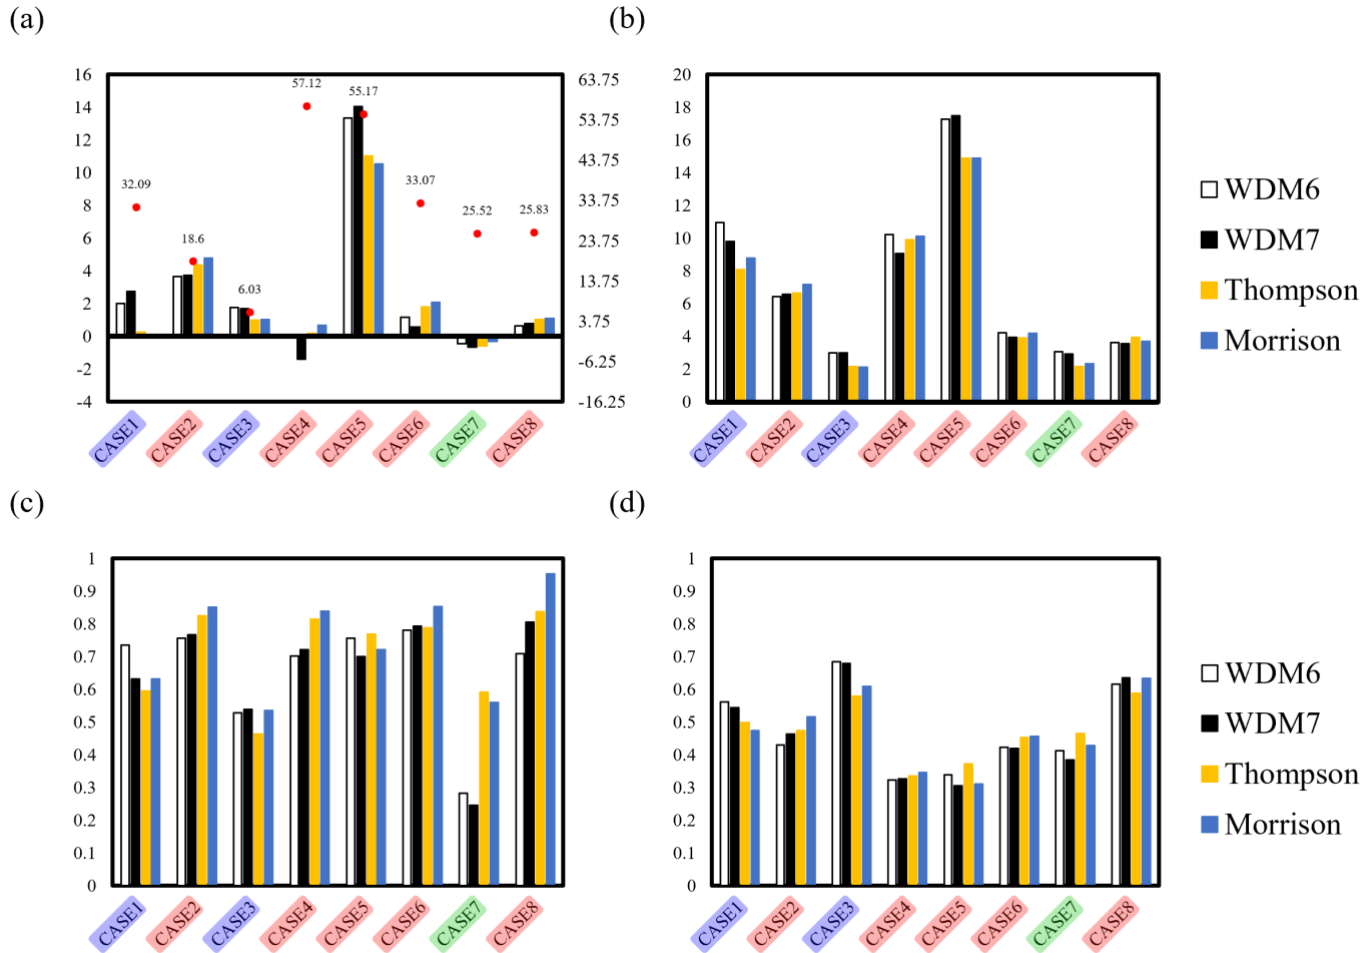 (a)
16
14
12
10
8
6
4
2
0
-2
-4
63.75
53.75
43.75
33.75
23.75
13.75
3.75
-6.25
-16.25
32.09
18.6
6.03
57.12
55.17
33.07
25.52
25.83
CASE1
CASE2
CASE3
CASE4
CASE5
CASE6
CASE7
CASE8
(b)
20
18
16
14
12
10
8
6
4
2
0
CASE1
CASE2
CASE3
CASE4
CASE5
CASE6
CASE7
CASE8
WDM6
WDM7
Thompson
Morrison
(c)
1
0.9
0.8
0.7
0.6
0.5
0.4
0.3
0.2
0.1
0
CASE1
CASE2
CASE3
CASE4
CASE5
CASE6
CASE7
CASE8
(d)
1
0.9
0.8
0.7
0.6
0.5
0.4
0.3
0.2
0.1
0
CASE1
CASE2
CASE3
CASE4
CASE5
CASE6
CASE7
CASE8
WDM6
WDM7
Thompson
Morrison